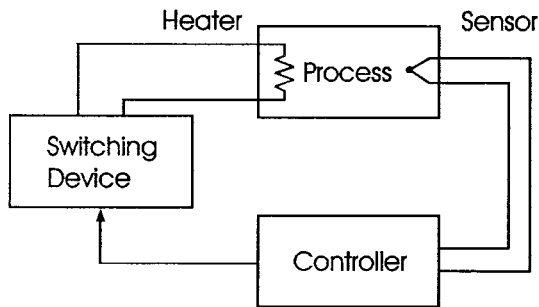 Heater
Sensor
Process
Switching
Device
Controller